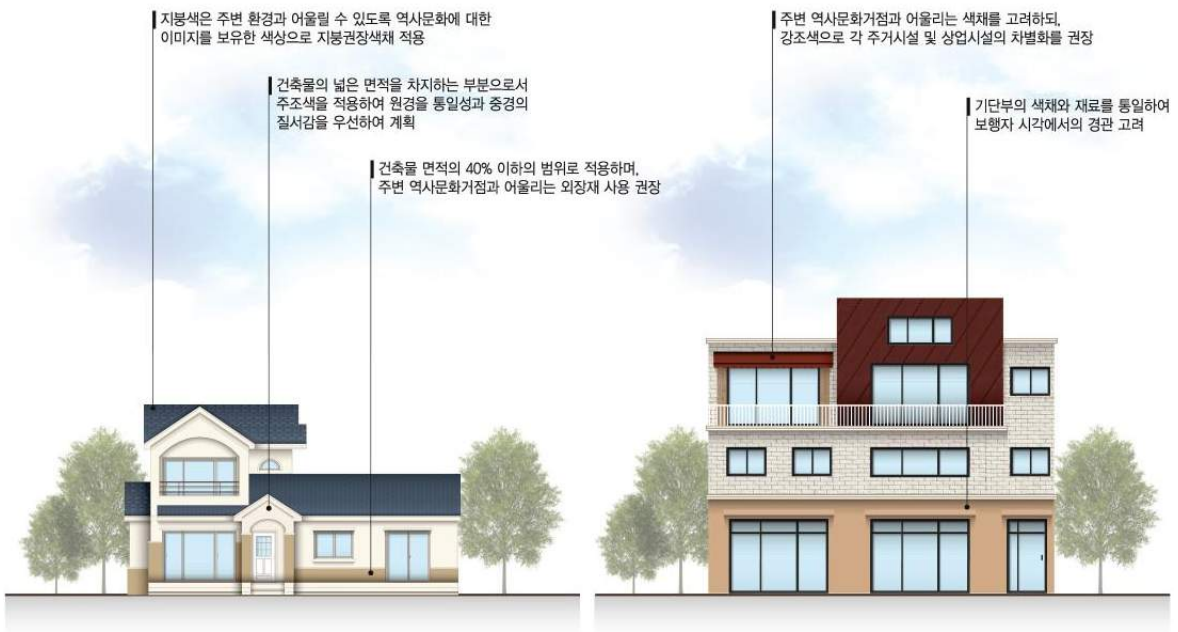 지붕색은 주변 환경과 어울릴 수 있도록 역사문화에 대한
이미지를 보유한 색상으로 지붕권장색채 적용
건축물의 넓은 면적을 차지하는 부분으로서
주조색을 적용하여 원경을 통일성과 중경의
질서감을 우선하여 계획
건축물 면적의 40% 이하의 범위로 적용하며,
주변 역사문화거점과 어울리는 외장재 사용 권장
주변 역사문화거점과 어울리는 색채를 고려하되,
강조색으로 각 주거시설 및 상업시설의 차별화를 권장
기단부의 색채와 재료를 통일하여
보행자 시각에서의 경관 고려